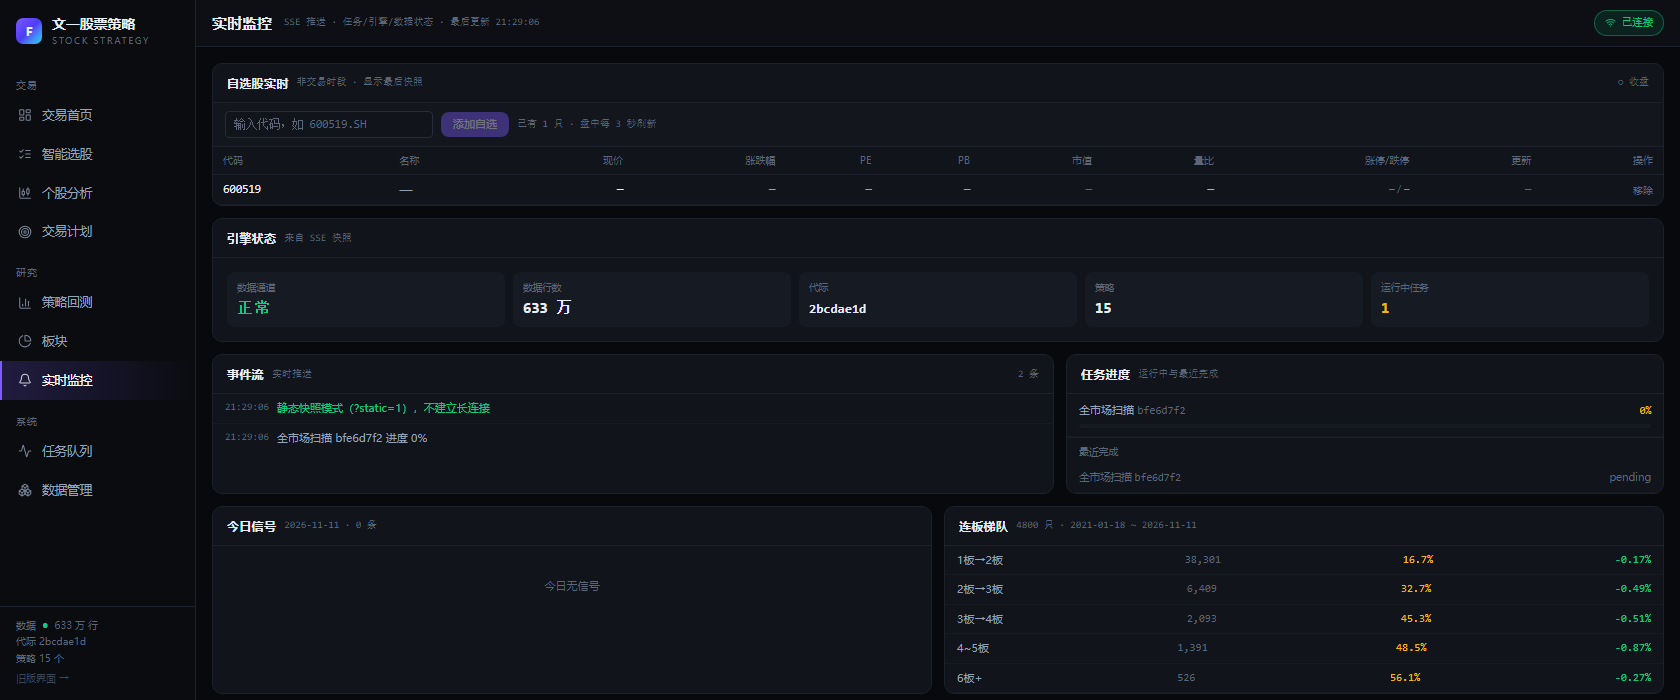 F 文一股票策略
STOCK STRATEGY
交易
交易首页
智能选股
个股分析
交易计划
研究
策略回测
板块
实时监控
系统
任务队列
数据管理
数据 ● 633 万 行
代际 2bcdae1d
策略 15 个
旧版界面 →
实时监控 SSE 推送 · 任务/引擎/数据状态 · 最后更新 21:29:06
已连接
自选股实时 非交易时段 · 显示最后快照
○ 收盘
输入代码，如 600519.SH 添加自选 已有 1 只 · 盘中每 3 秒刷新
代码 名称 现价 涨跌幅 PE PB 市值 量比 涨停/跌停 更新 操作
600519 —— — — — — — — —/— — 移除
引擎状态 来自 SSE 快照
数据通道 数据行数 代际 策略 运行中任务
正常 633 万 2bcdae1d 15 1
事件流 实时推送 2 条
21:29:06 静态快照模式（?static=1），不建立长连接
21:29:06 全市场扫描 bfe6d7f2 进度 0%
任务进度 运行中与最近完成
全市场扫描 bfe6d7f2 0%
最近完成
全市场扫描 bfe6d7f2 pending
今日信号 2026-11-11 · 0 条
今日无信号
连板梯队 4800 只 · 2021-01-18 ~ 2026-11-11
1板→2板 38,301 16.7% -0.17%
2板→3板 6,409 32.7% -0.49%
3板→4板 2,093 45.3% -0.51%
4~5板 1,391 48.5% -0.87%
6板+ 526 56.1% -0.27%